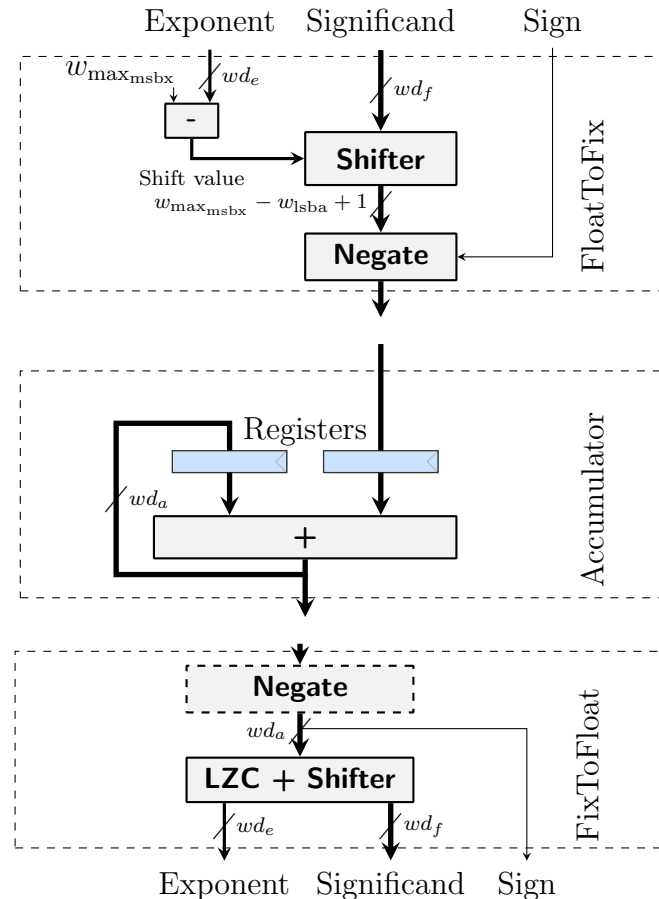 Exponent Significand Sign
w_max_msbx
wd_e
wd_f
-
Shifter
Shift value
w_max_msbx − w_lsba + 1
Negate
FloatToFix
Registers
wd_a
+
Accumulator
Negate
wd_a
LZC + Shifter
wd_e
wd_f
FixToFloat
Exponent Significand Sign